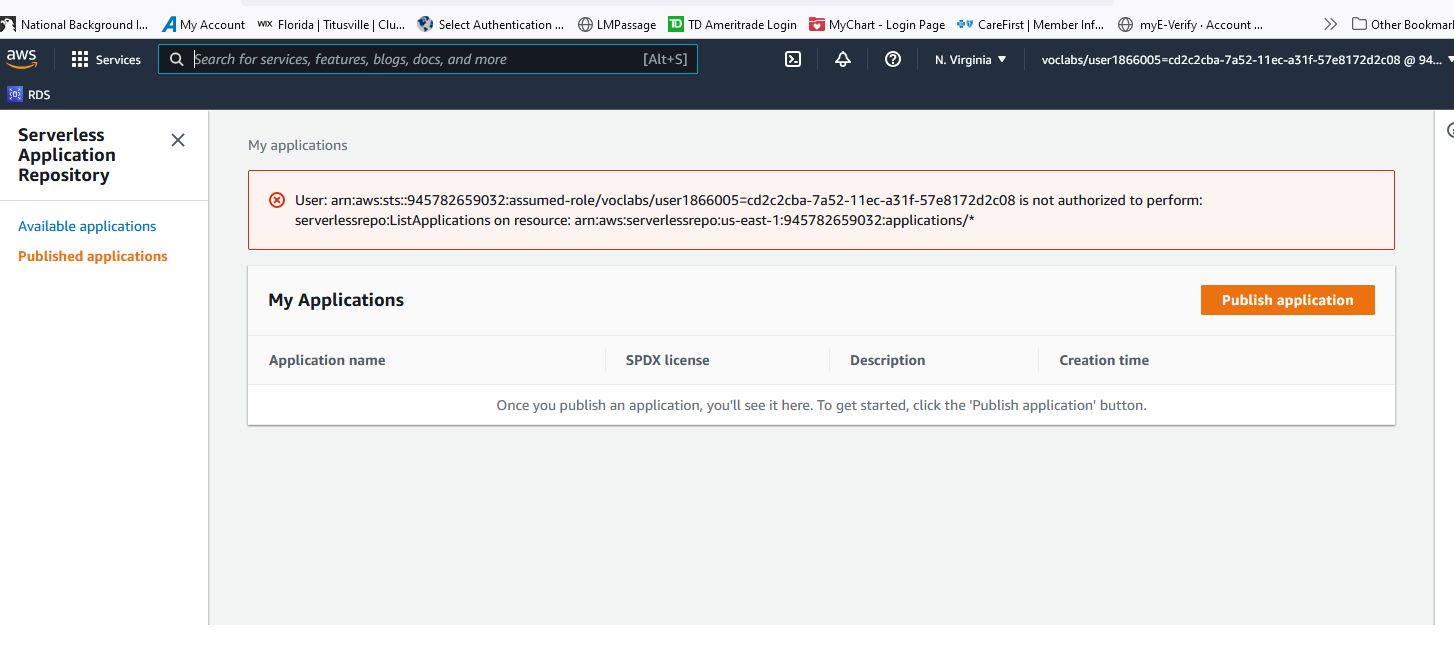 National Background I... My Account WIX Florida | Titusville | Clu... Select Authentication ... LMPassage TD TD Ameritrade Login MyChart - Login Page CareFirst | Member Inf... myE-Verify · Account ... Other Bookmar
aws Services Search for services, features, blogs, docs, and more [Alt+S] N. Virginia voclabs/user1866005=cd2c2cba-7a52-11ec-a31f-57e8172d2c08 @ 94...
RDS
Serverless
Application
Repository
Available applications
Published applications
My applications
User: arn:aws:sts::945782659032:assumed-role/voclabs/user1866005=cd2c2cba-7a52-11ec-a31f-57e8172d2c08 is not authorized to perform:
serverlessrepo:ListApplications on resource: arn:aws:serverlessrepo:us-east-1:945782659032:applications/*
My Applications Publish application
Application name SPDX license Description Creation time
Once you publish an application, you'll see it here. To get started, click the 'Publish application' button.